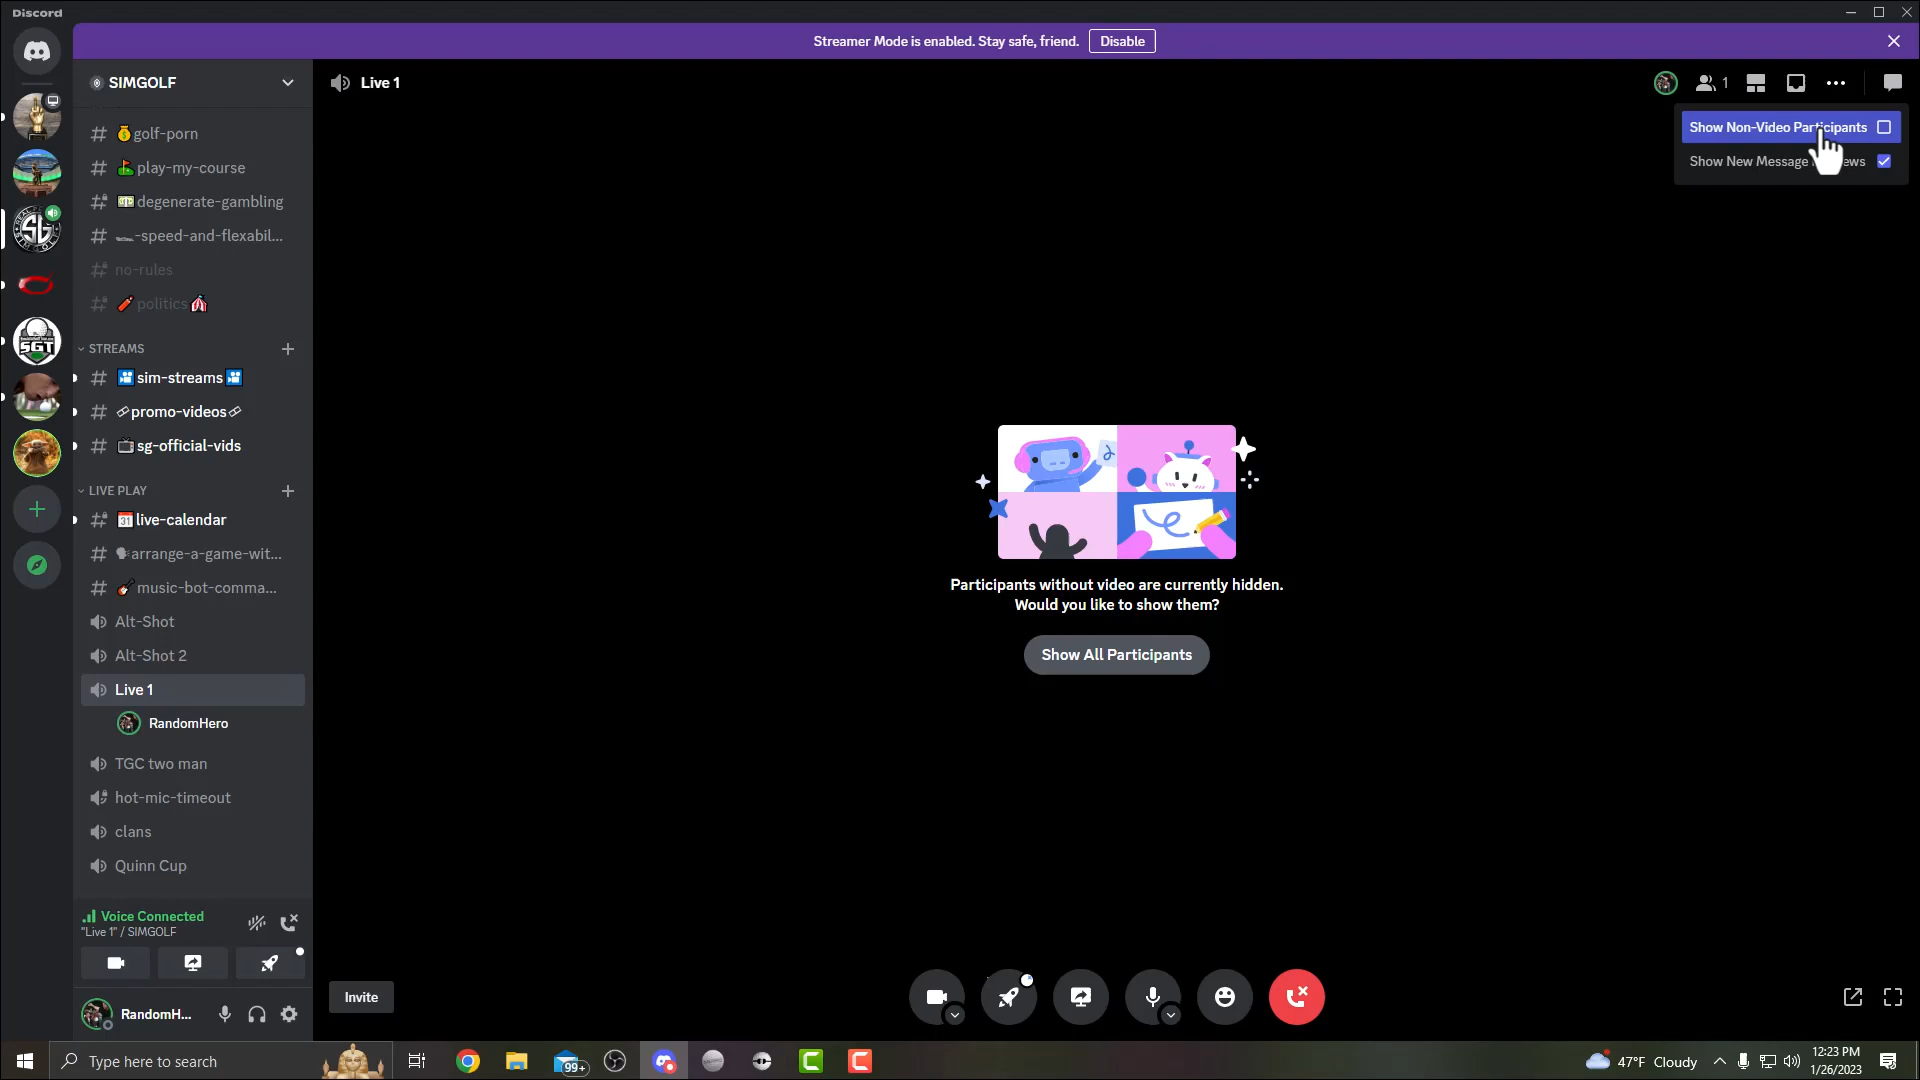 Discord
Streamer Mode is enabled. Stay safe, friend.
Disable
SIMGOLF
Live 1
1
Show Non-Video Participants
Show New Message
golf-porn
play-my-course
degenerate-gambling
-speed-and-flexabil...
no-rules
politics
STREAMS
sim-streams
promo-videos
sg-official-vids
LIVE PLAY
live-calendar
arrange-a-game-wit...
music-bot-comma...
Alt-Shot
Alt-Shot 2
Live 1
RandomHero
TGC two man
hot-mic-timeout
clans
Quinn Cup
Participants without video are currently hidden.
Would you like to show them?
Show All Participants
Voice Connected
"Live 1" / SIMGOLF
RandomH...
Invite
SG
SGT
Type here to search
99+
47°F Cloudy
12:23 PM
1/26/2023